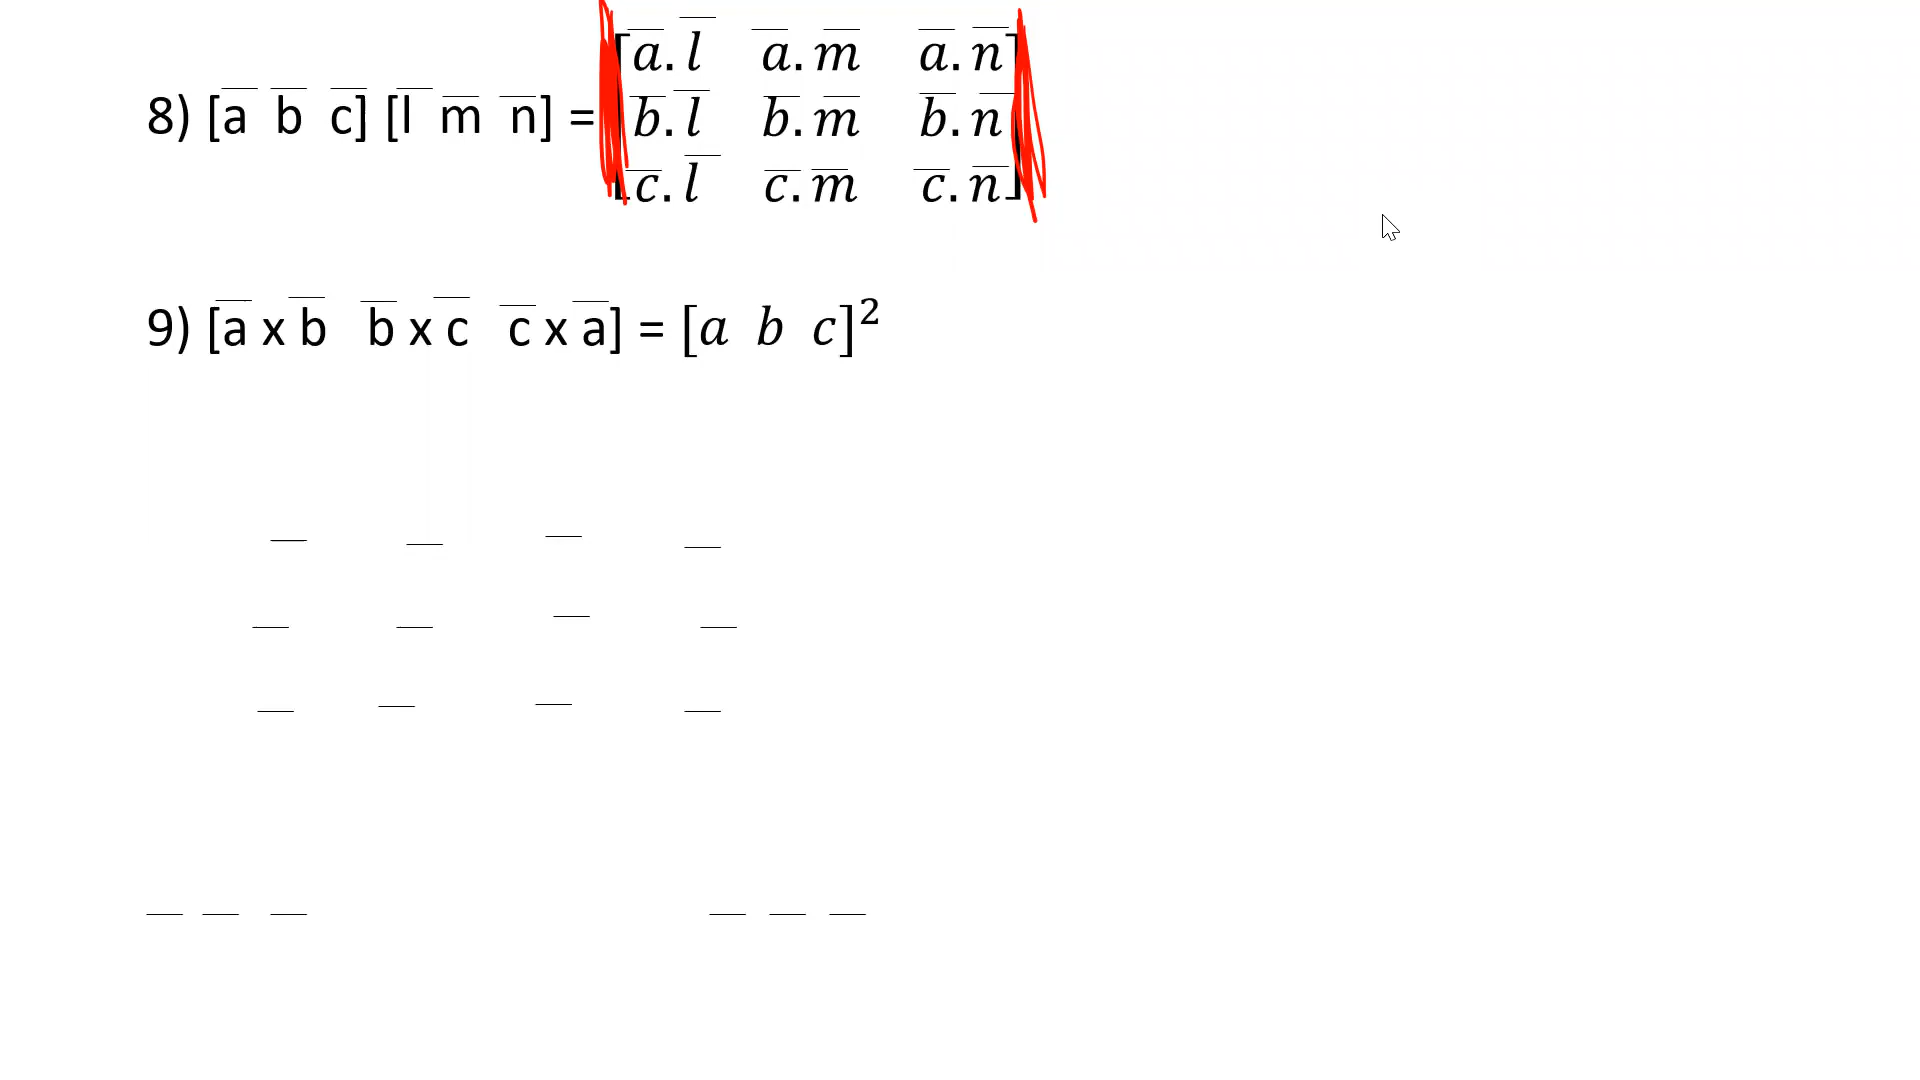 8) [a̅ b̅ c̅] [l̅ m̅ n̅] = [a̅.l̅ a̅.m̅ a̅.n̅
b̅.l̅ b̅.m̅ b̅.n̅
c̅.l̅ c̅.m̅ c̅.n̅]
9) [a̅ x b̅ b̅ x c̅ c̅ x a̅] = [a b c]²